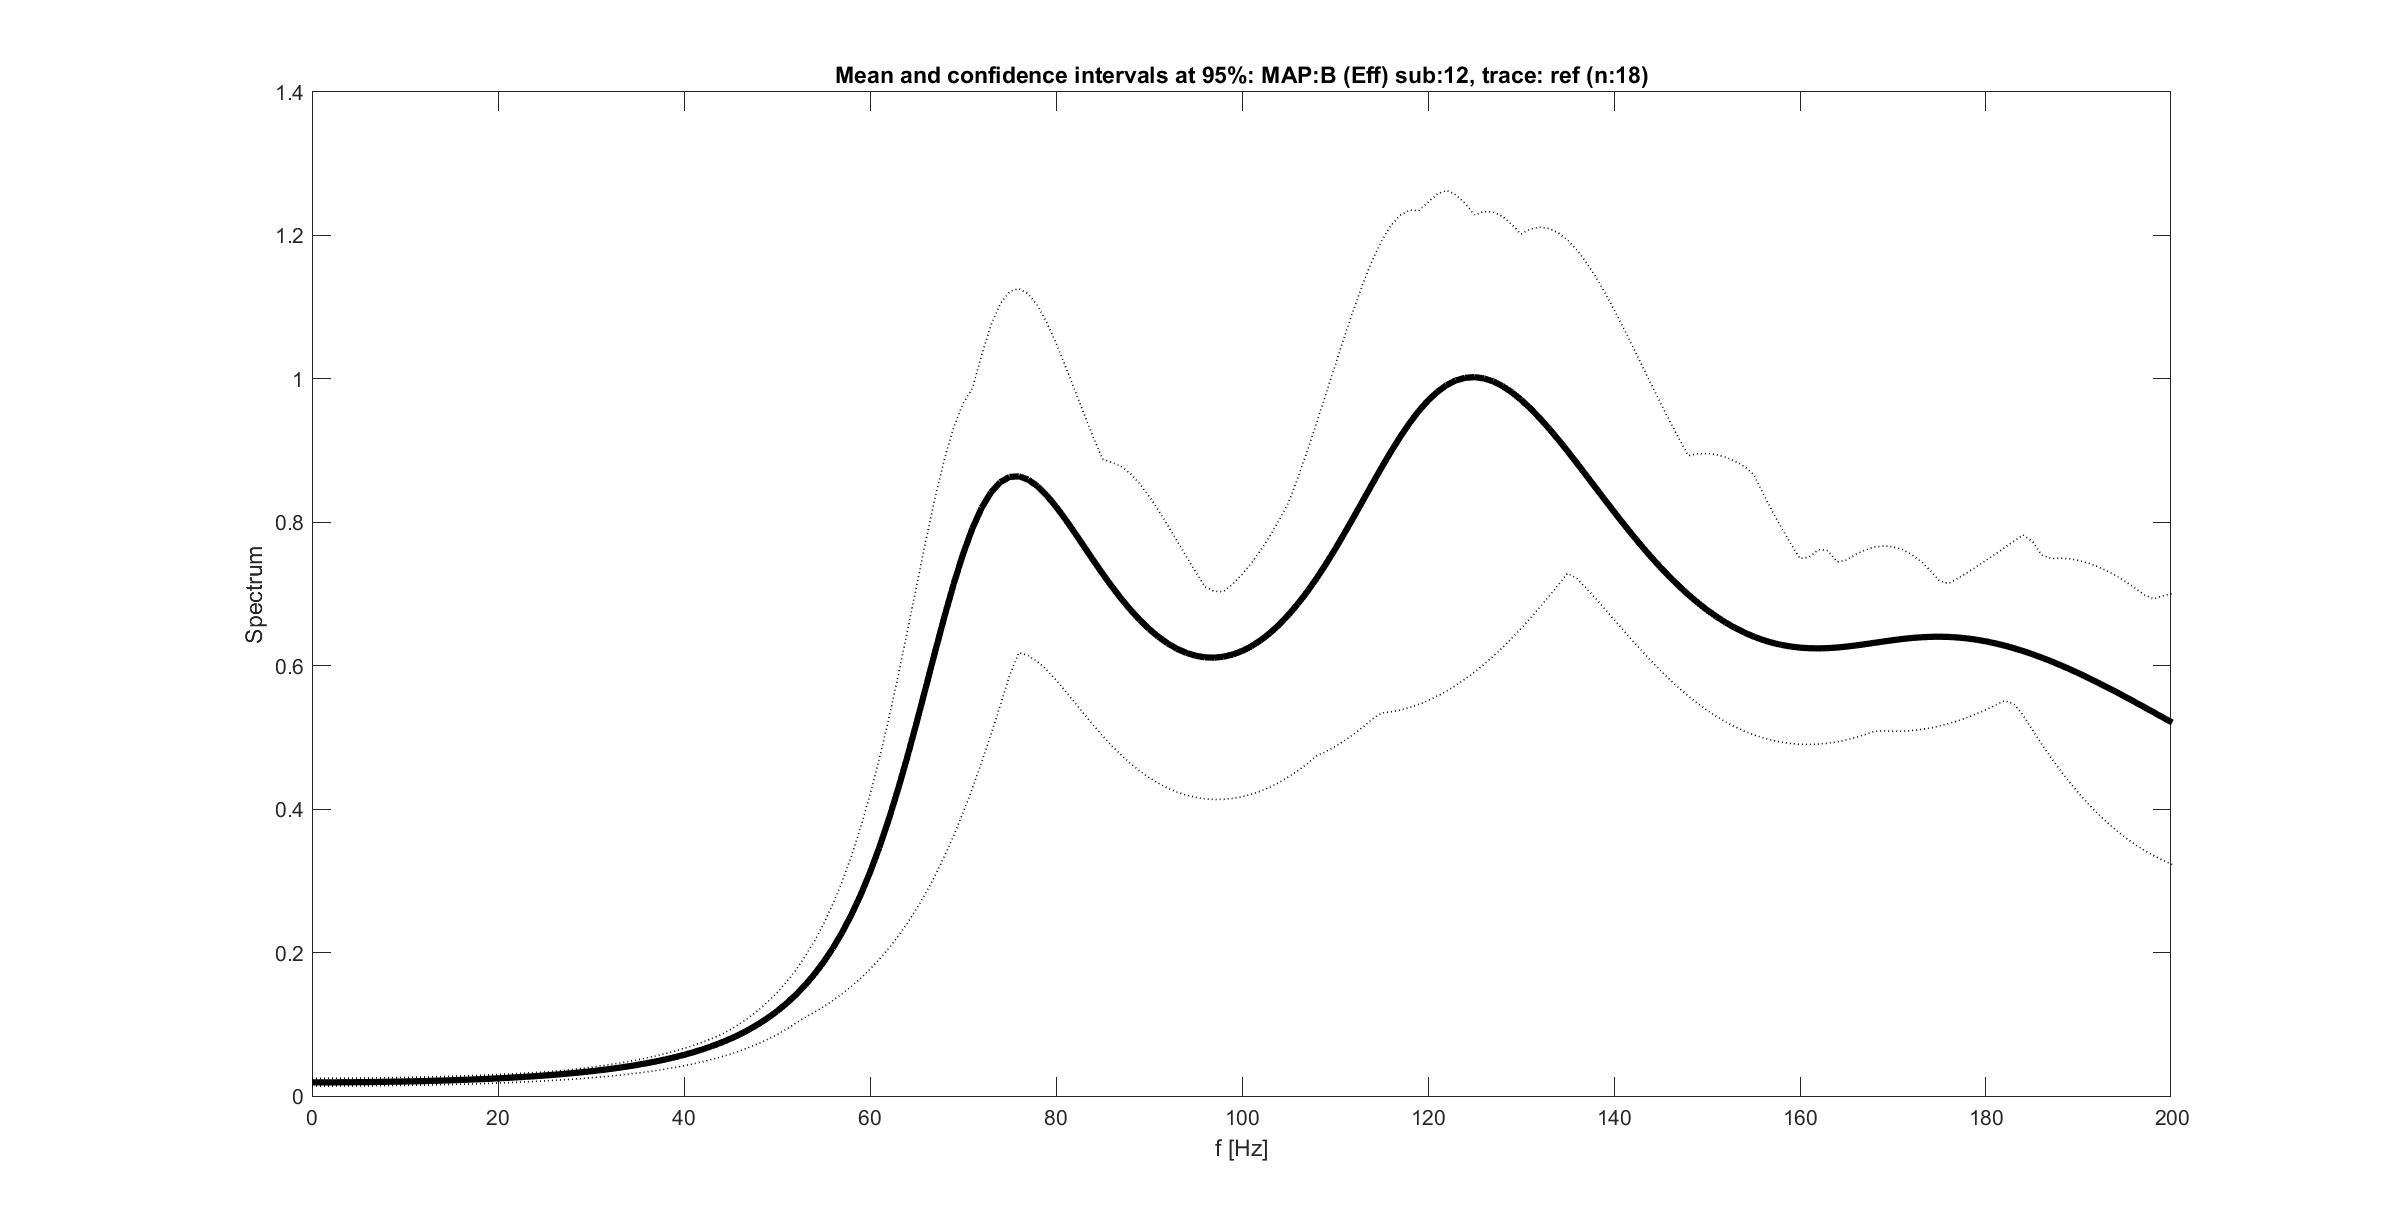 Mean and confidence intervals at 95%: MAP:B (Eff) sub:12, trace: ref (n:18)
1.4
1.2
1
0.8
0.6
0.4
0.2
0
Spectrum
0 20 40 60 80 100 120 140 160 180 200
f [Hz]